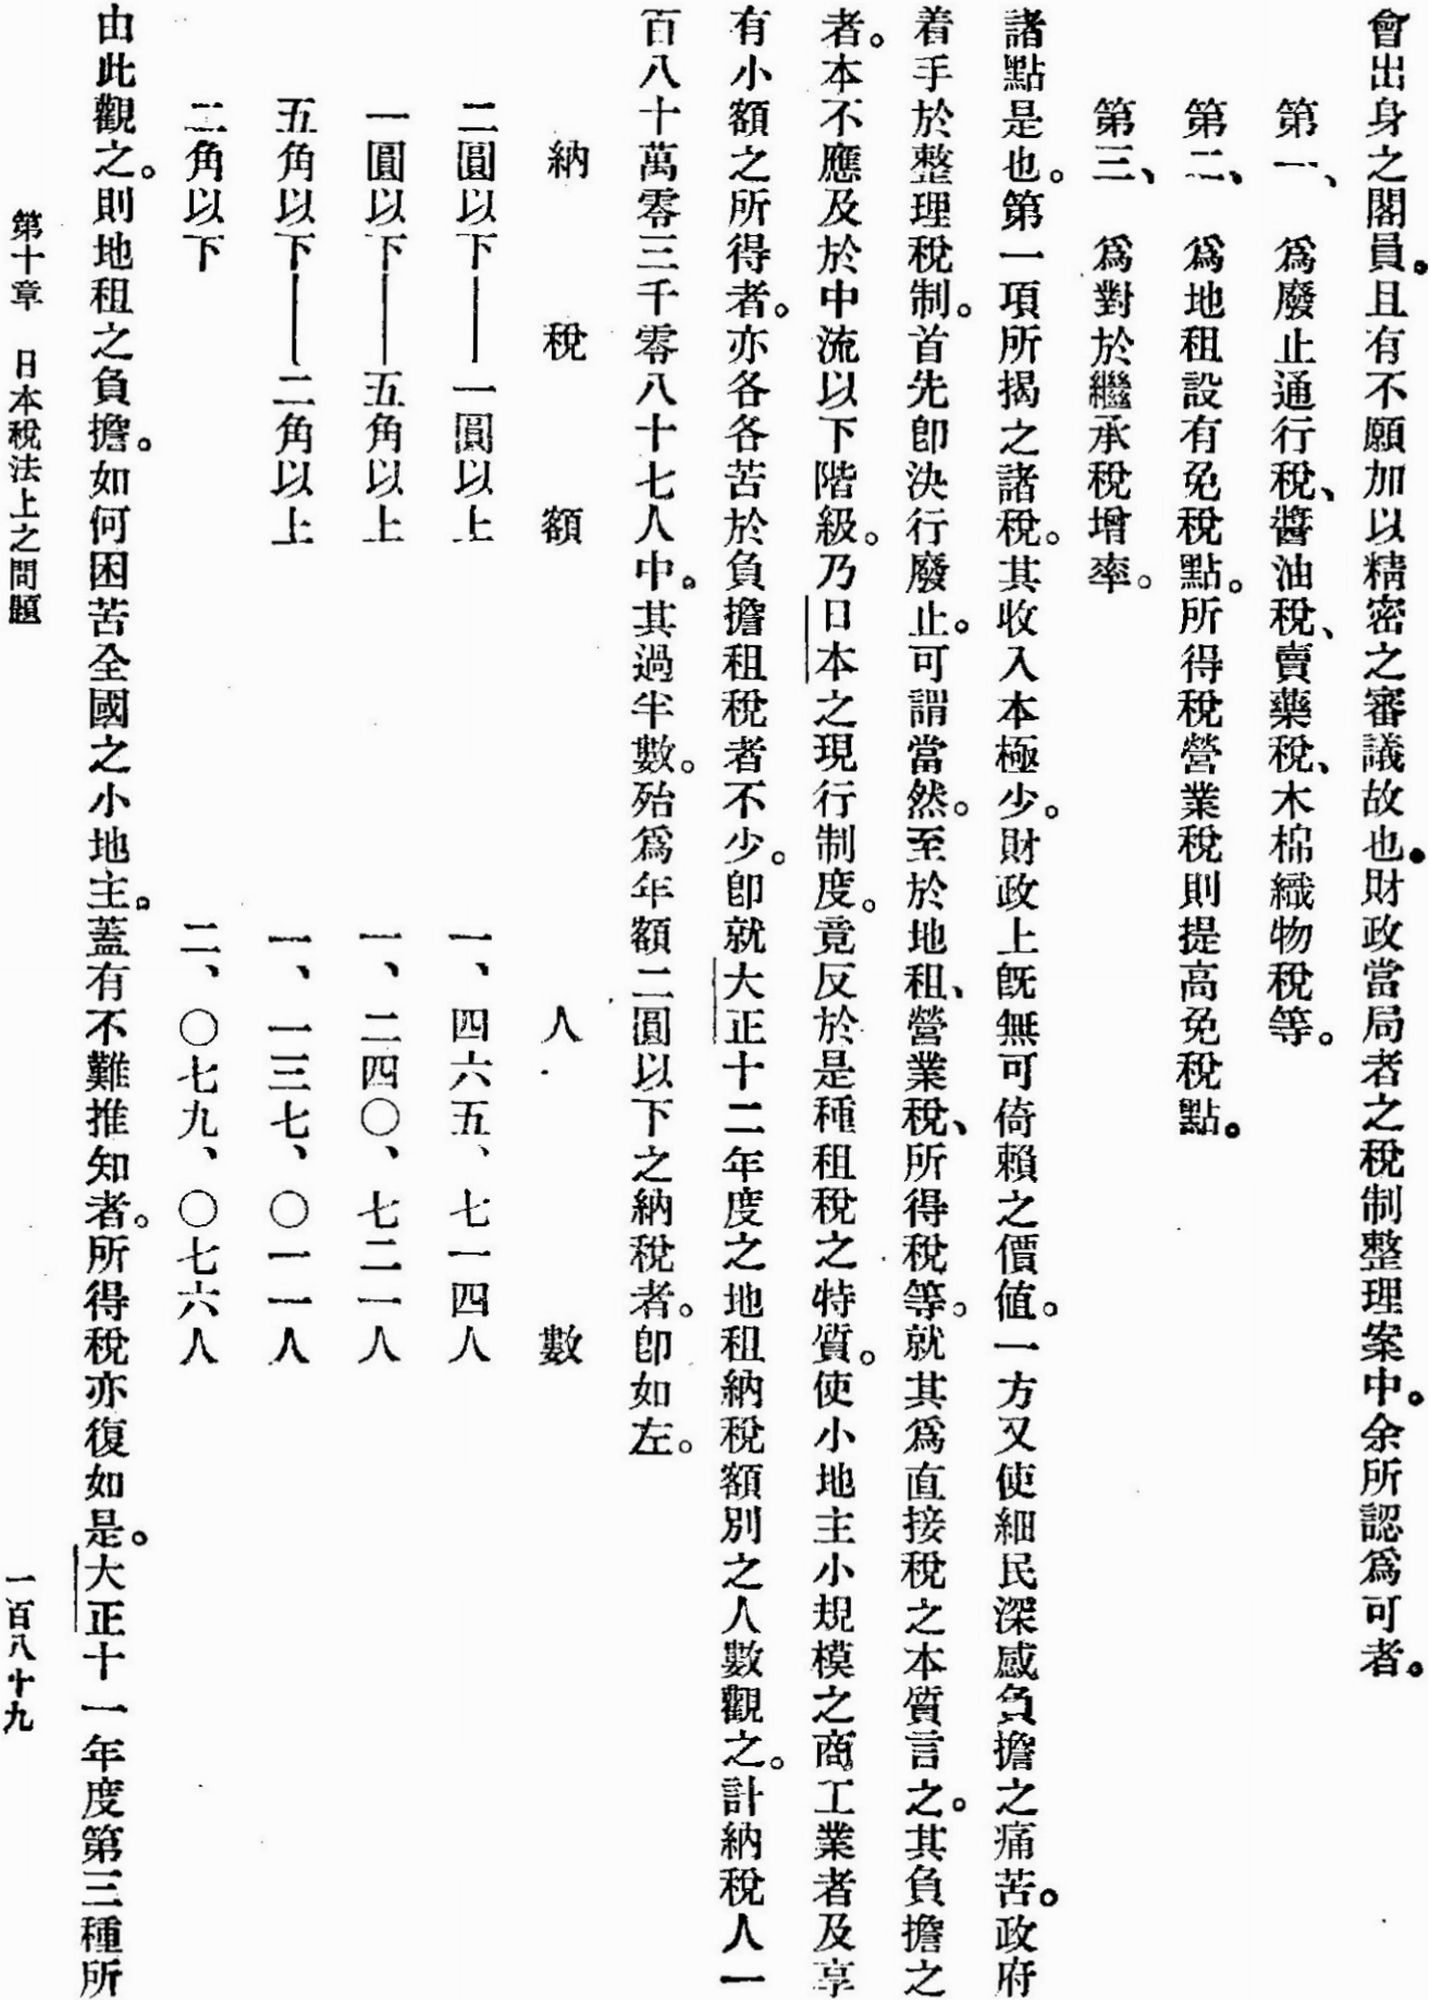 會出身之閣員。且有不願加以精密之審議故也。財政當局者之稅制整理案中。余所認爲可者。
第一、　爲廢止通行稅、醬油稅、賣藥稅、木棉織物稅等。
第二、　爲地租設有免稅點。所得稅營業稅則提高免稅點。
第三、　爲對於繼承稅增率。
諸點是也。第一項所揭之諸稅。其收入本極少。財政上旣無可倚賴之價值。一方又使細民深感負擔之痛苦。政府
着手於整理稅制。首先卽決行廢止。可謂當然。至於地租、營業稅、所得稅等。就其爲直接稅之本質言之。其負擔之
者。本不應及於中流以下階級。乃日本之現行制度。竟反於是種租稅之特質。使小地主小規模之商工業者及享
有小額之所得者。亦各各苦於負擔租稅者不少。卽就大正十二年度之地租納稅額別之人數觀之。計納稅人一
百八十萬零三千零八十七人中。其過半數。殆爲年額二圓以下之納稅者。卽如左。
納　稅　額　人　數
二圓以下——一圓以上　一、四六五、七一四人
一圓以下——五角以上　一、二四〇、七二一人
五角以下——二角以上　一、一三七、〇一一人
二角以下　二、〇七九、〇七六人
由此觀之。則地租之負擔。如何困苦全國之小地主。蓋有不難推知者。所得稅亦復如是。大正十一年度第三種所
第十章　日本稅法上之問題　一百八十九